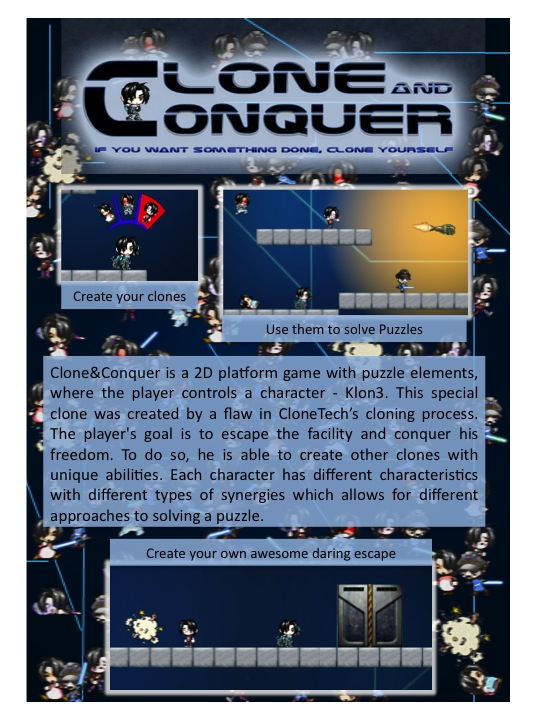 CLONE AND
CONQUER
IF YOU WANT SOMETHING DONE, CLONE YOURSELF
Create your clones
Use them to solve Puzzles
Clone&Conquer is a 2D platform game with puzzle elements,
where the player controls a character - Klon3. This special
clone was created by a flaw in CloneTech's cloning process.
The player's goal is to escape the facility and conquer his
freedom. To do so, he is able to create other clones with
unique abilities. Each character has different characteristics
with different types of synergies which allows for different
approaches to solving a puzzle.
Create your own awesome daring escape